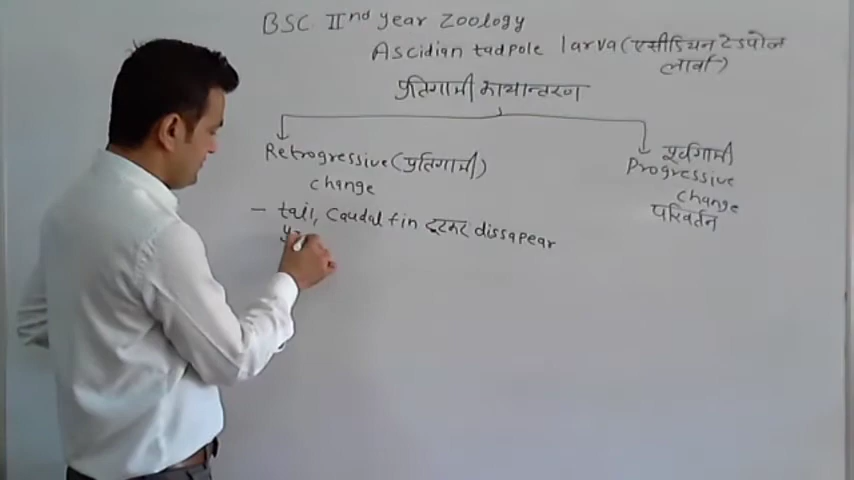 BSC IInd year Zoology
Ascidian tadpole larva (एसीडियन टेडपोल
लार्वा)
प्रतिगामी कायान्तरण
Retrogressive (प्रतिगामी)
change
- tail, Caudal fin टूटकर dissapear
पूर्वगामी
Progressive
change
परिवर्तन